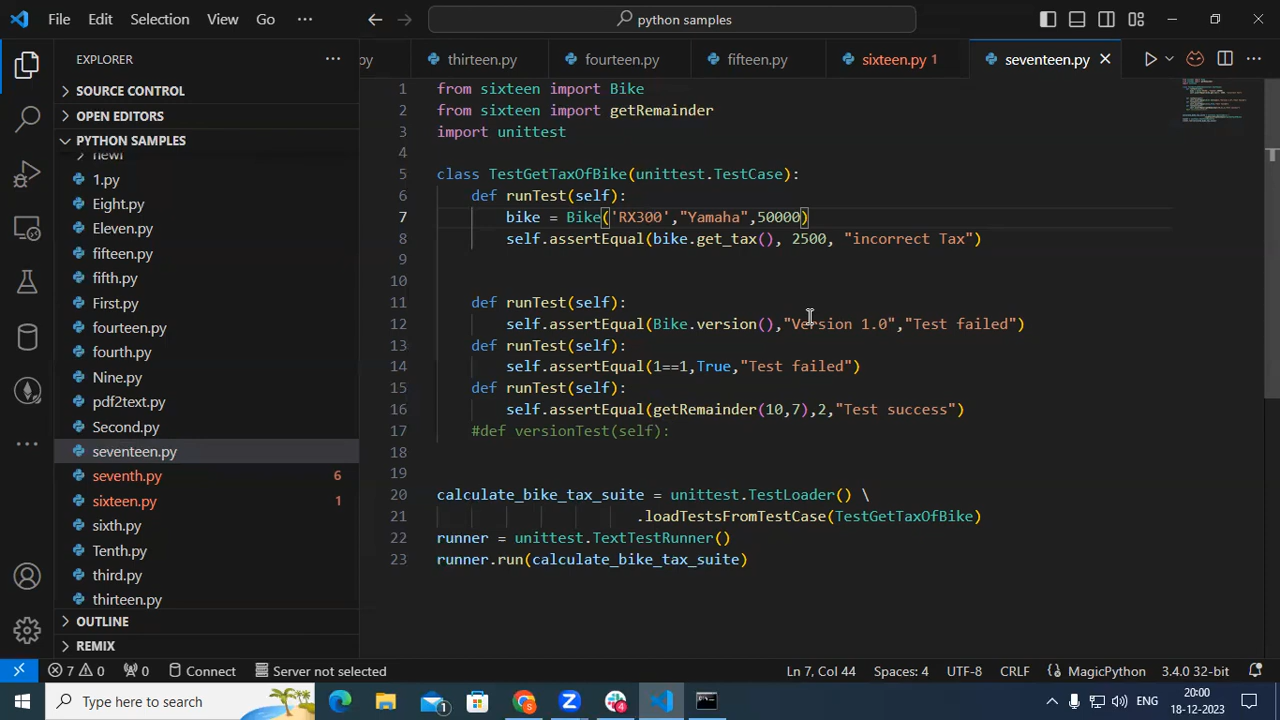 File Edit Selection View Go ··· python samples
EXPLORER ···
SOURCE CONTROL
OPEN EDITORS
PYTHON SAMPLES
newf
1.py
Eight.py
Eleven.py
fifteen.py
fifth.py
First.py
fourteen.py
fourth.py
Nine.py
pdf2text.py
Second.py
seventeen.py
seventh.py 6
sixteen.py 1
sixth.py
Tenth.py
third.py
thirteen.py
OUTLINE
REMIX
py thirteen.py fourteen.py fifteen.py sixteen.py 1 seventeen.py
1 from sixteen import Bike
2 from sixteen import getRemainder
3 import unittest
4
5 class TestGetTaxOfBike(unittest.TestCase):
6 def runTest(self):
7 bike = Bike('RX300',"Yamaha",50000)
8 self.assertEqual(bike.get_tax(), 2500, "incorrect Tax")
9
10
11 def runTest(self):
12 self.assertEqual(Bike.version(),"Version 1.0","Test failed")
13 def runTest(self):
14 self.assertEqual(1==1,True,"Test failed")
15 def runTest(self):
16 self.assertEqual(getRemainder(10,7),2,"Test success")
17 #def versionTest(self):
18
19
20 calculate_bike_tax_suite = unittest.TestLoader() \
21 .loadTestsFromTestCase(TestGetTaxOfBike)
22 runner = unittest.TextTestRunner()
23 runner.run(calculate_bike_tax_suite)
7 0 0 Connect Server not selected Ln 7, Col 44 Spaces: 4 UTF-8 CRLF MagicPython 3.4.0 32-bit
Type here to search 1 ENG 20:00
18-12-2023